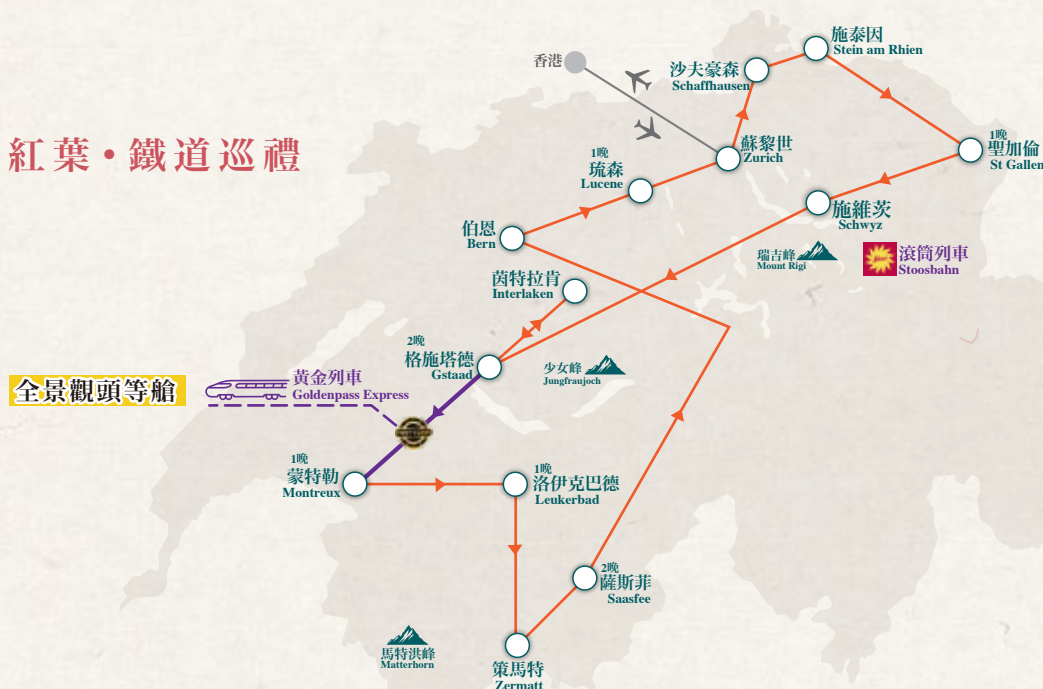 紅葉・鐵道巡禮
香港
施泰因
Stein am Rhien
沙夫豪森
Schaffhausen
蘇黎世
Zurich
1晚
聖加倫
St Gallen
1晚
琉森
Lucene
施維茨
Schwyz
伯恩
Bern
瑞吉峰
Mount Rigi
滾筒列車
Stoosbahn
茵特拉肯
Interlaken
2晚
格施塔德
Gstaad
少女峰
Jungfraujoch
全景觀頭等艙
黃金列車
Goldenpass Express
1晚
蒙特勒
Montreux
1晚
洛伊克巴德
Leukerbad
2晚
薩斯菲
Saasfee
馬特洪峰
Matterhorn
策馬特
Zermatt